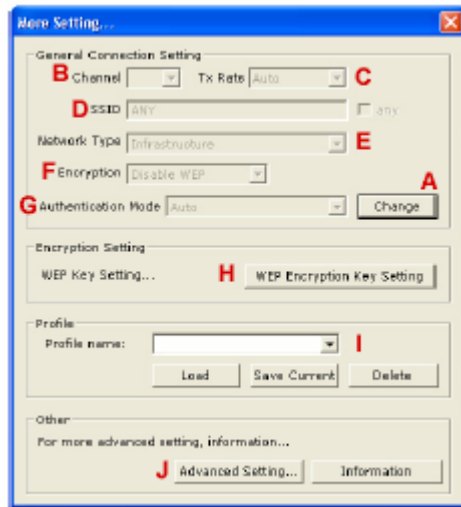 More Setting...
General Connection Setting
B Channel Tx Rate Auto C
D SSID ANY any
Network Type Infrastructure E
F Encryption Disable WEP A
G Authentication Mode Auto Change
Encryption Setting
WEP Key Setting... H WEP Encryption Key Setting
Profile
Profile name: I
Load Save Current Delete
Other
For more advanced setting, information...
J Advanced Setting... Information